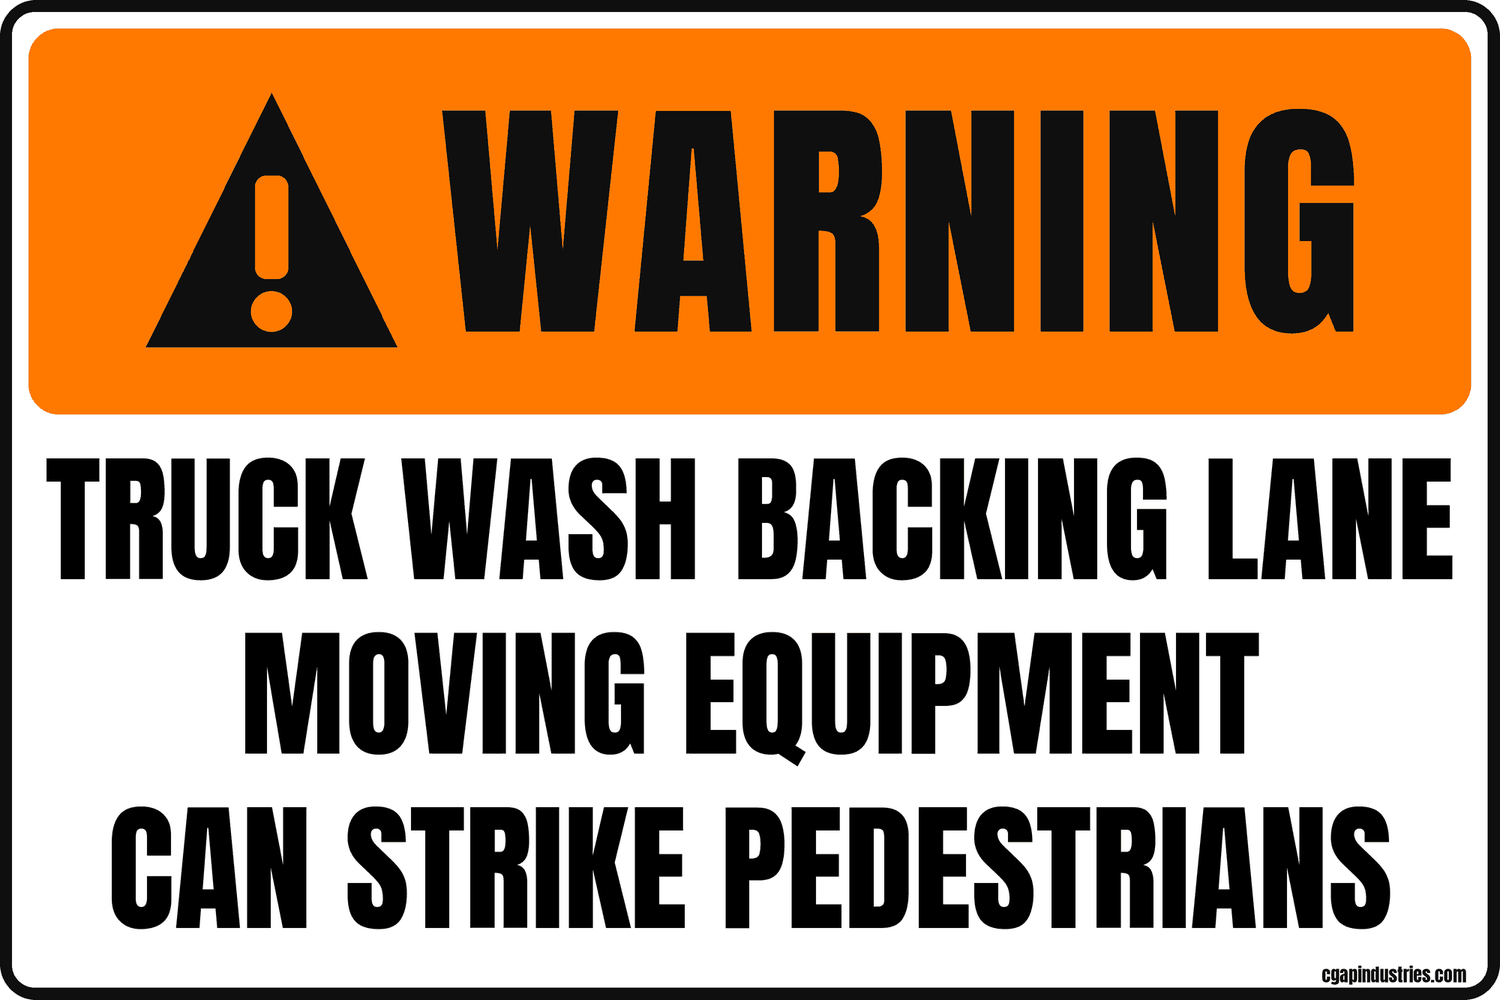 WARNING
TRUCK WASH BACKING LANE
MOVING EQUIPMENT
CAN STRIKE PEDESTRIANS
cgapindustries.com